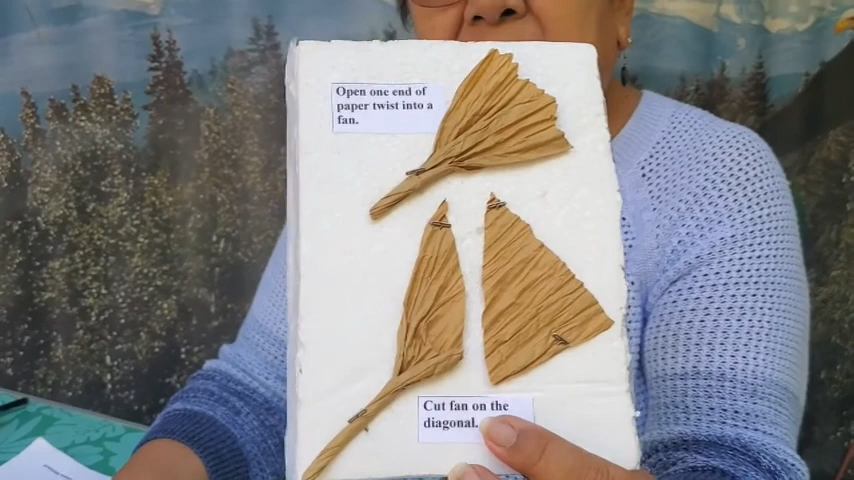 Open one end of
paper twist into a
fan.
Cut fan on the
diagonal.